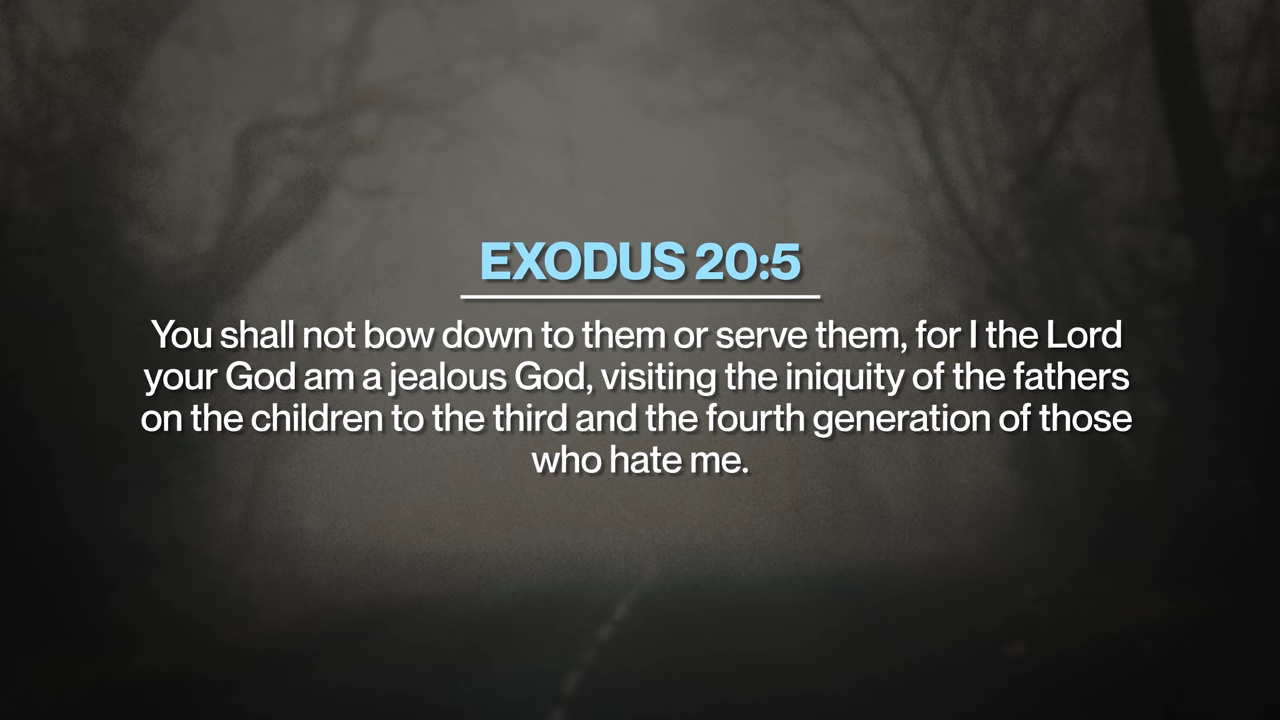 EXODUS 20:5
You shall not bow down to them or serve them, for I the Lord
your God am a jealous God, visiting the iniquity of the fathers
on the children to the third and the fourth generation of those
who hate me.